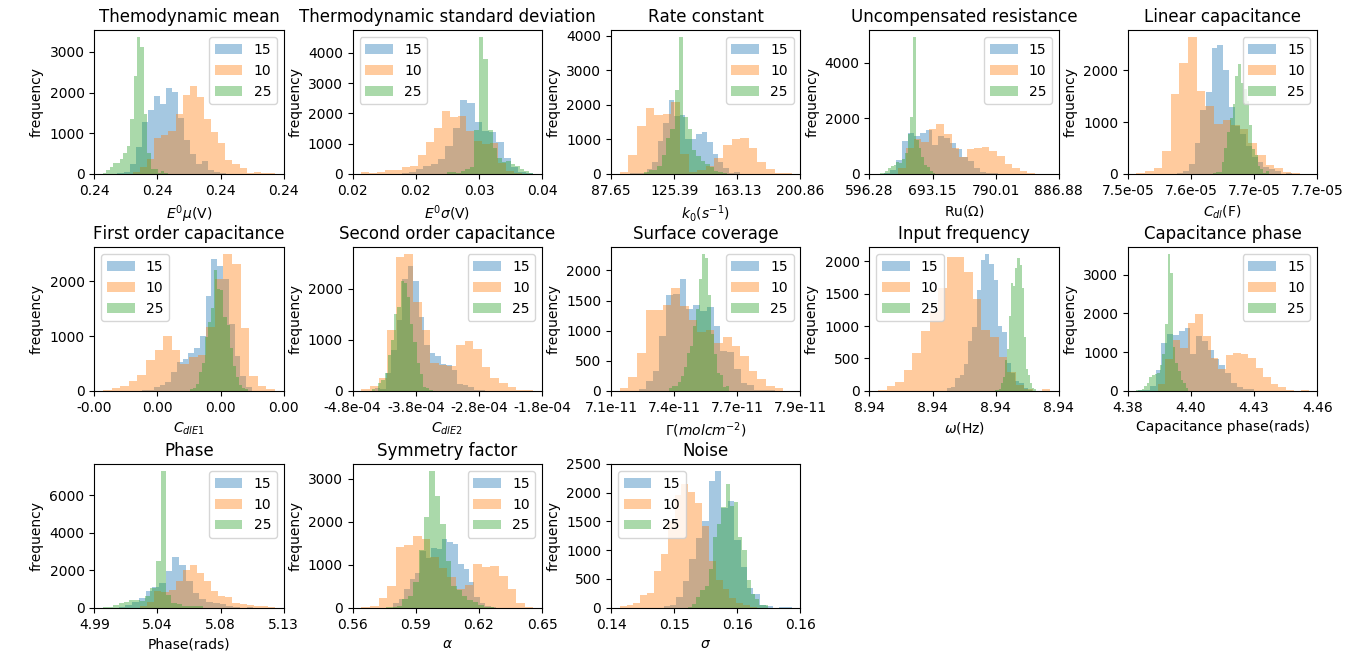 Themodynamic mean
frequency
3000
2000
1000
0
15
10
25
0.24 0.24 0.24 0.24
E⁰μ(V)
Thermodynamic standard deviation
frequency
4000
3000
2000
1000
0
15
10
25
0.02 0.02 0.03 0.04
E⁰σ(V)
Rate constant
frequency
4000
3000
2000
1000
0
15
10
25
87.65 125.39 163.13 200.86
k₀(s⁻¹)
Uncompensated resistance
frequency
4000
2000
0
15
10
25
596.28 693.15 790.01 886.88
Ru(Ω)
Linear capacitance
frequency
2000
1000
0
15
10
25
7.5e-05 7.6e-05 7.7e-05 7.7e-05
C_dl(F)
First order capacitance
frequency
2000
1000
0
15
10
25
-0.00 0.00 0.00 0.00
C_dlE1
Second order capacitance
frequency
2000
1000
0
15
10
25
-4.8e-04 -3.8e-04 -2.8e-04 -1.8e-04
C_dlE2
Surface coverage
frequency
2000
1500
1000
500
0
15
10
25
7.1e-11 7.4e-11 7.7e-11 7.9e-11
Γ(molcm⁻²)
Input frequency
frequency
2000
1500
1000
500
0
15
10
25
8.94 8.94 8.94 8.94
ω(Hz)
Capacitance phase
frequency
3000
2000
1000
0
15
10
25
4.38 4.40 4.43 4.46
Capacitance phase(rads)
Phase
frequency
6000
4000
2000
0
15
10
25
4.99 5.04 5.08 5.13
Phase(rads)
Symmetry factor
frequency
3000
2000
1000
0
15
10
25
0.56 0.59 0.62 0.65
α
Noise
frequency
2500
2000
1500
1000
500
0
15
10
25
0.14 0.15 0.16 0.16
σ